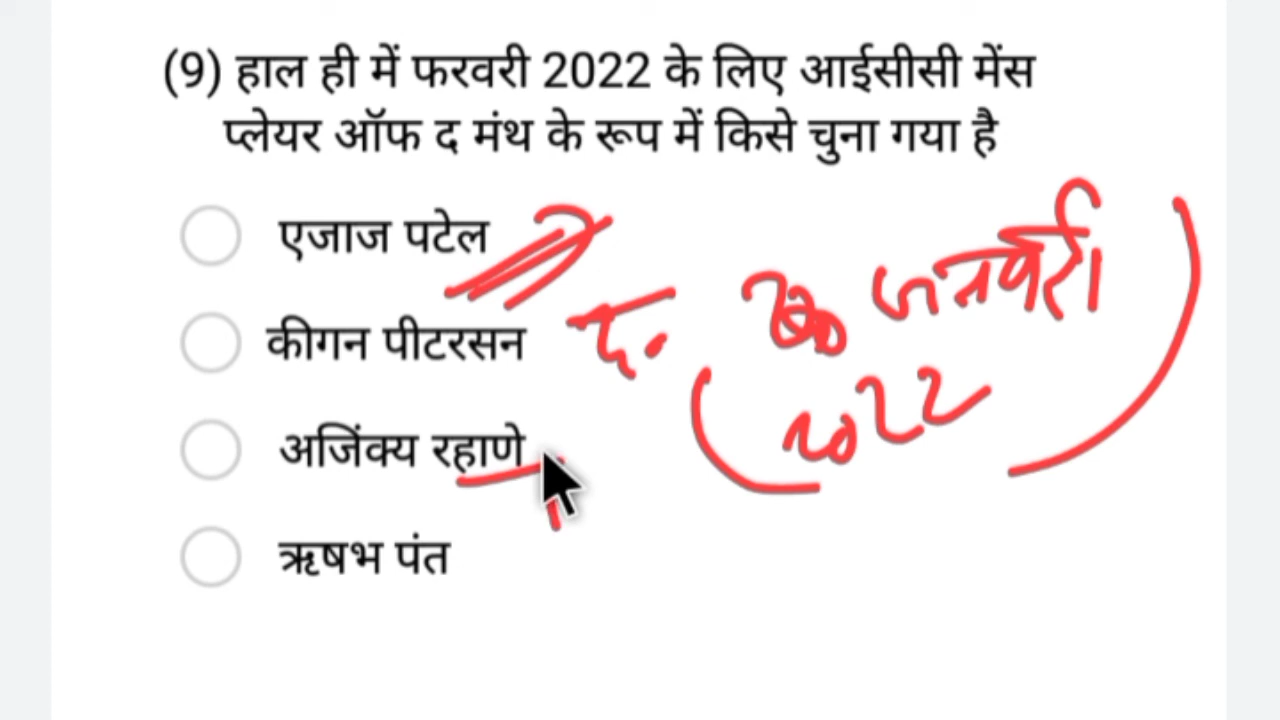 (9) हाल ही में फरवरी 2022 के लिए आईसीसी मेंस
प्लेयर ऑफ द मंथ के रूप में किसे चुना गया है
एजाज पटेल
कीगन पीटरसन
द. जनवरी
2022
अजिंक्य रहाणे
ऋषभ पंत